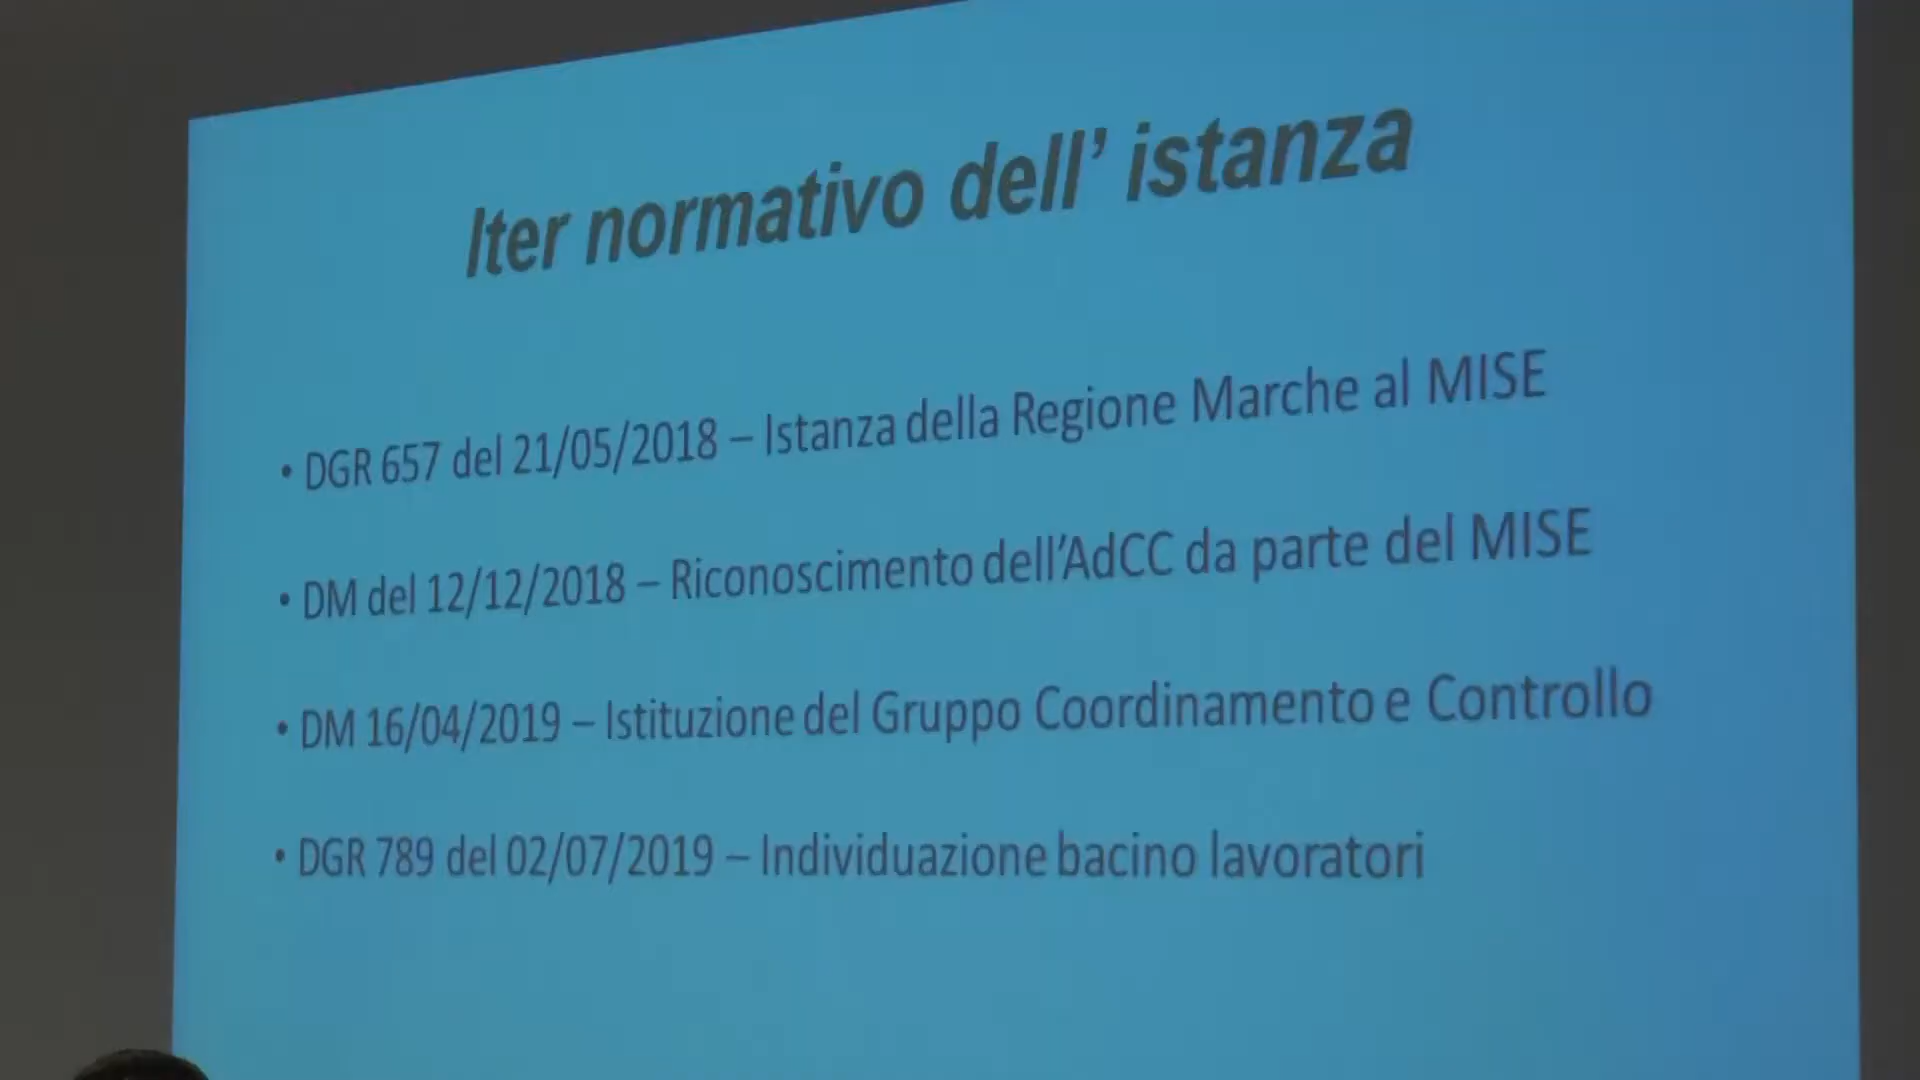 Iter normativo dell' istanza
• DGR 657 del 21/05/2018 – Istanza della Regione Marche al MISE
• DM del 12/12/2018 – Riconoscimento dell'AdCC da parte del MISE
• DM 16/04/2019 – Istituzione del Gruppo Coordinamento e Controllo
• DGR 789 del 02/07/2019 – Individuazione bacino lavoratori